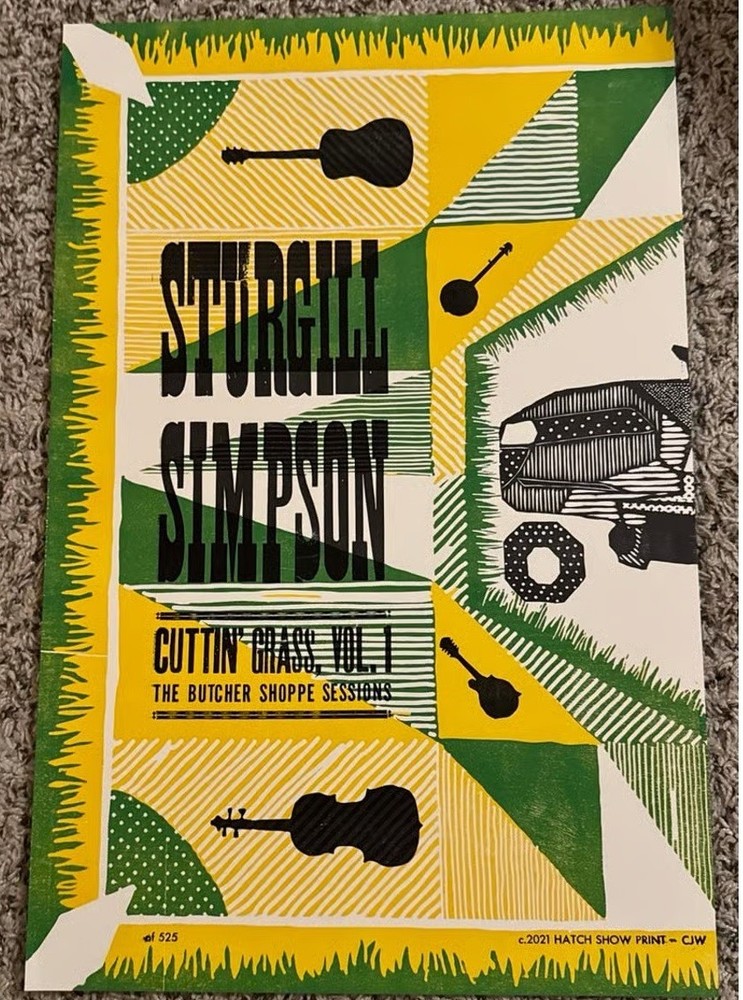 STURGILL
SIMPSON
CUTTIN' GRASS, VOL. 1
THE BUTCHER SHOPPE SESSIONS
of 525
c.2021 HATCH SHOW PRINT - CJW